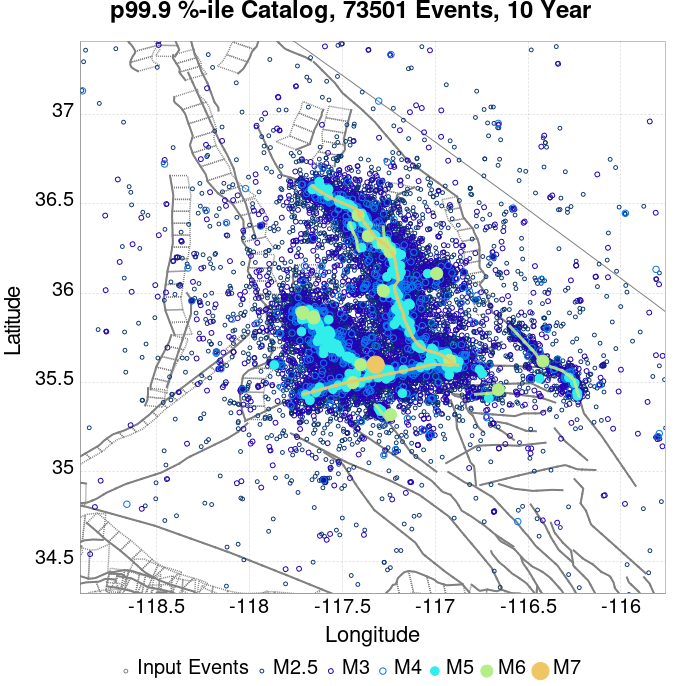 p99.9 %-ile Catalog, 73501 Events, 10 Year
37
36.5
36
35.5
35
34.5
Latitude
-118.5 -118 -117.5 -117 -116.5 -116
Longitude
Input Events M2.5 M3 M4 M5 M6 M7